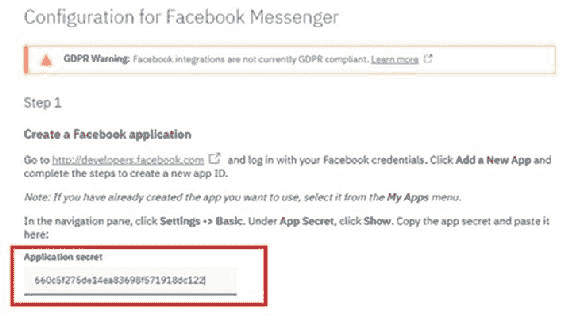 Configuration for Facebook Messenger
GDPR Warning: Facebook integrations are not currently GDPR compliant. Learn more
Step 1
Create a Facebook application
Go to http://developers.facebook.com and log in with your Facebook credentials. Click Add a New App and
complete the steps to create a new app ID.
Note: If you have already created the app you want to use, select it from the My Apps menu.
In the navigation pane, click Settings -> Basic. Under App Secret, click Show. Copy the app secret and paste it
here:
Application secret
660c5f275de14ea83698f571918dc122